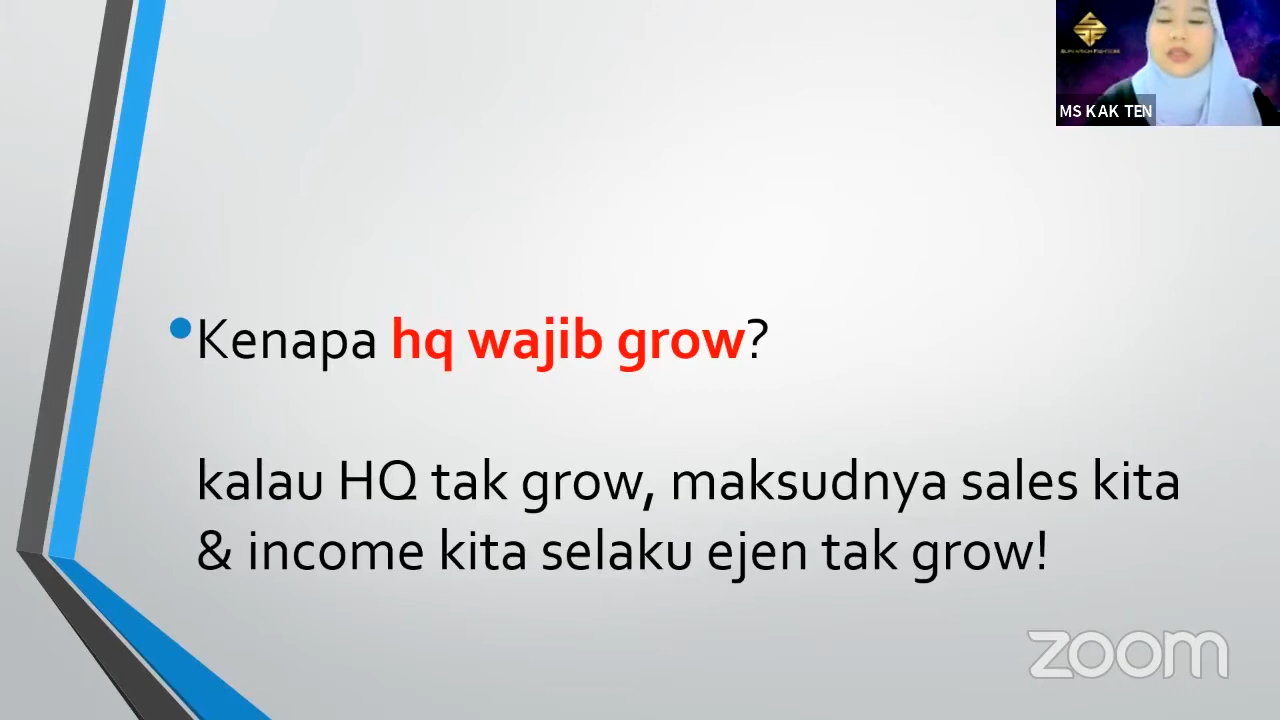 MS KAK TEN
Kenapa hq wajib grow?
kalau HQ tak grow, maksudnya sales kita
& income kita selaku ejen tak grow!
zoom